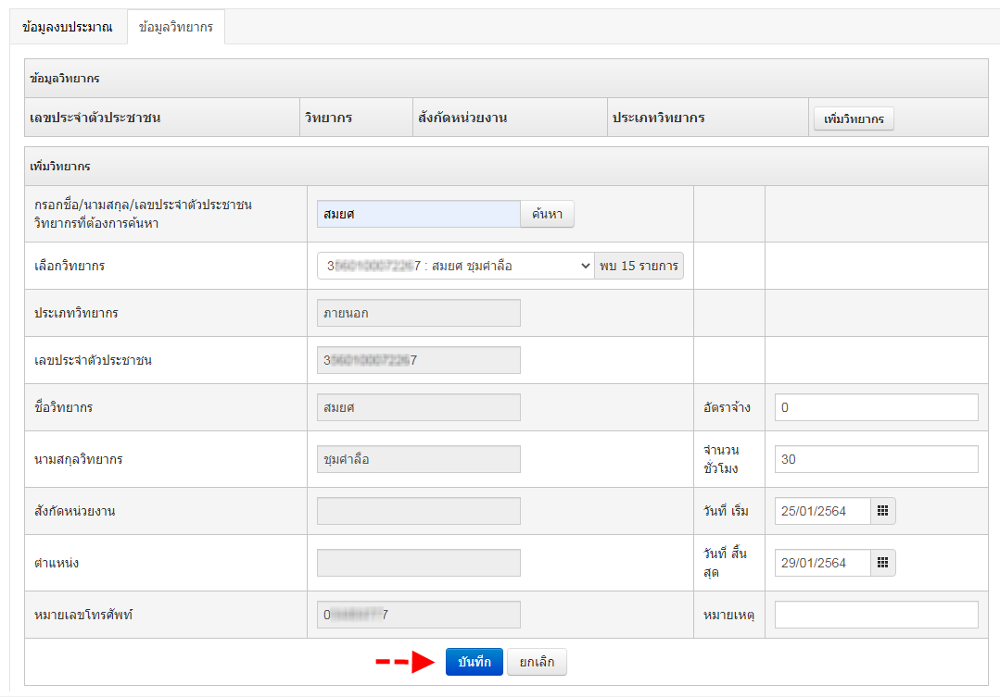 ข้อมูลงบประมาณ ข้อมูลวิทยากร
ข้อมูลวิทยากร
เลขประจำตัวประชาชน วิทยากร สังกัดหน่วยงาน ประเภทวิทยากร เพิ่มวิทยากร
เพิ่มวิทยากร
กรอกชื่อ/นามสกุล/เลขประจำตัวประชาชน
วิทยากรที่ต้องการค้นหา
สมยศ ค้นหา
เลือกวิทยากร 3 7 : สมยศ ชุมคำลือ พบ 15 รายการ
ประเภทวิทยากร ภายนอก
เลขประจำตัวประชาชน 3 7
ชื่อวิทยากร สมยศ อัตราจ้าง 0
นามสกุลวิทยากร ชุมคำลือ จำนวน
ชั่วโมง 30
สังกัดหน่วยงาน วันที่ เริ่ม 25/01/2564
ตำแหน่ง วันที่ สิ้น
สุด 29/01/2564
หมายเลขโทรศัพท์ 0 7 หมายเหตุ
บันทึก ยกเลิก